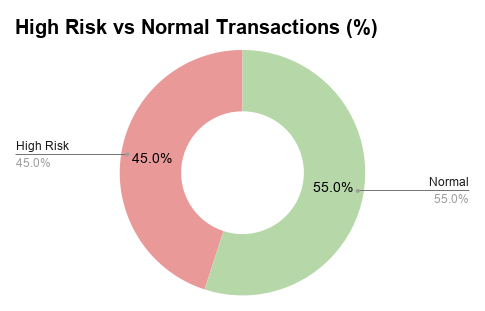 High Risk vs Normal Transactions (%)
High Risk
45.0%
45.0%
55.0%
Normal
55.0%